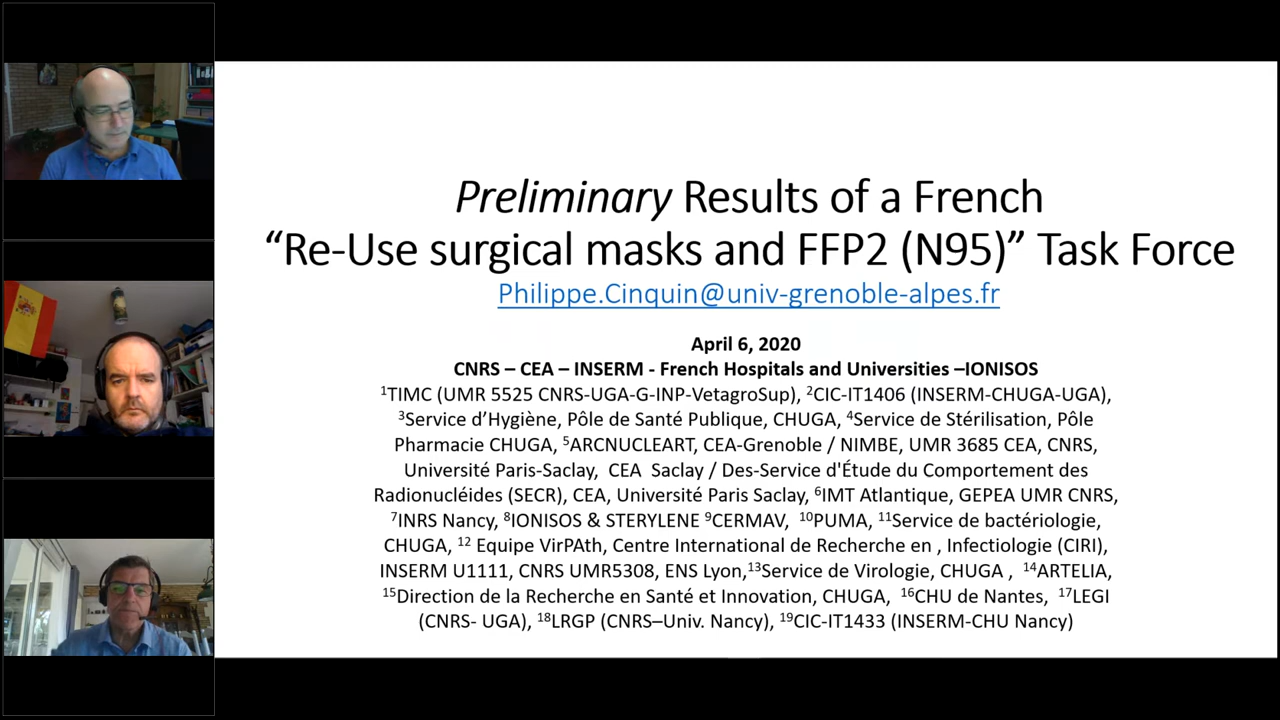 Preliminary Results of a French
“Re-Use surgical masks and FFP2 (N95)” Task Force
Philippe.Cinquin@univ-grenoble-alpes.fr
April 6, 2020
CNRS – CEA – INSERM - French Hospitals and Universities –IONISOS
1TIMC (UMR 5525 CNRS-UGA-G-INP-VetagroSup), 2CIC-IT1406 (INSERM-CHUGA-UGA),
3Service d’Hygiène, Pôle de Santé Publique, CHUGA, 4Service de Stérilisation, Pôle
Pharmacie CHUGA, 5ARCNUCLEART, CEA-Grenoble / NIMBE, UMR 3685 CEA, CNRS,
Université Paris-Saclay, CEA Saclay / Des-Service d'Étude du Comportement des
Radionucléides (SECR), CEA, Université Paris Saclay, 6IMT Atlantique, GEPEA UMR CNRS,
7INRS Nancy, 8IONISOS & STERYLENE 9CERMAV, 10PUMA, 11Service de bactériologie,
CHUGA, 12 Equipe VirPAth, Centre International de Recherche en , Infectiologie (CIRI),
INSERM U1111, CNRS UMR5308, ENS Lyon,13Service de Virologie, CHUGA , 14ARTELIA,
15Direction de la Recherche en Santé et Innovation, CHUGA, 16CHU de Nantes, 17LEGI
(CNRS- UGA), 18LRGP (CNRS–Univ. Nancy), 19CIC-IT1433 (INSERM-CHU Nancy)